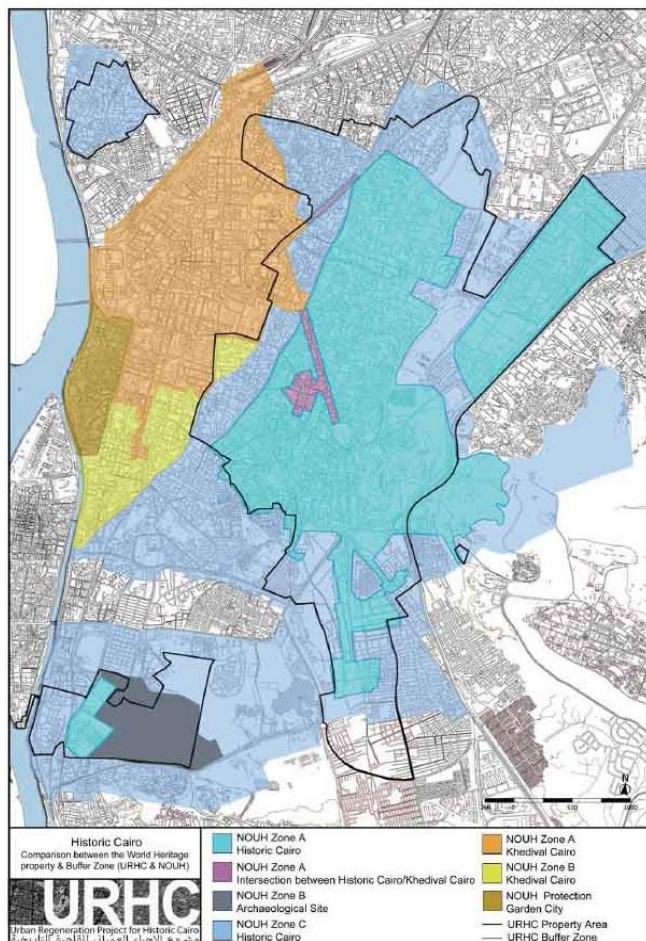 N
500
1,000
Historic Cairo
Comparison between the World Heritage
property & Buffer Zone (URHC & NOUH)
URHC
Urban Regeneration Project for Historic Cairo
NOUH Zone A
Historic Cairo
NOUH Zone A
Intersection between Historic Cairo/Khedival Cairo
NOUH Zone B
Archaeological Site
NOUH Zone C
Historic Cairo
NOUH Zone A
Khedival Cairo
NOUH Zone B
Khedival Cairo
NOUH Protection
Garden City
URHC Property Area
URHC Buffer Zone